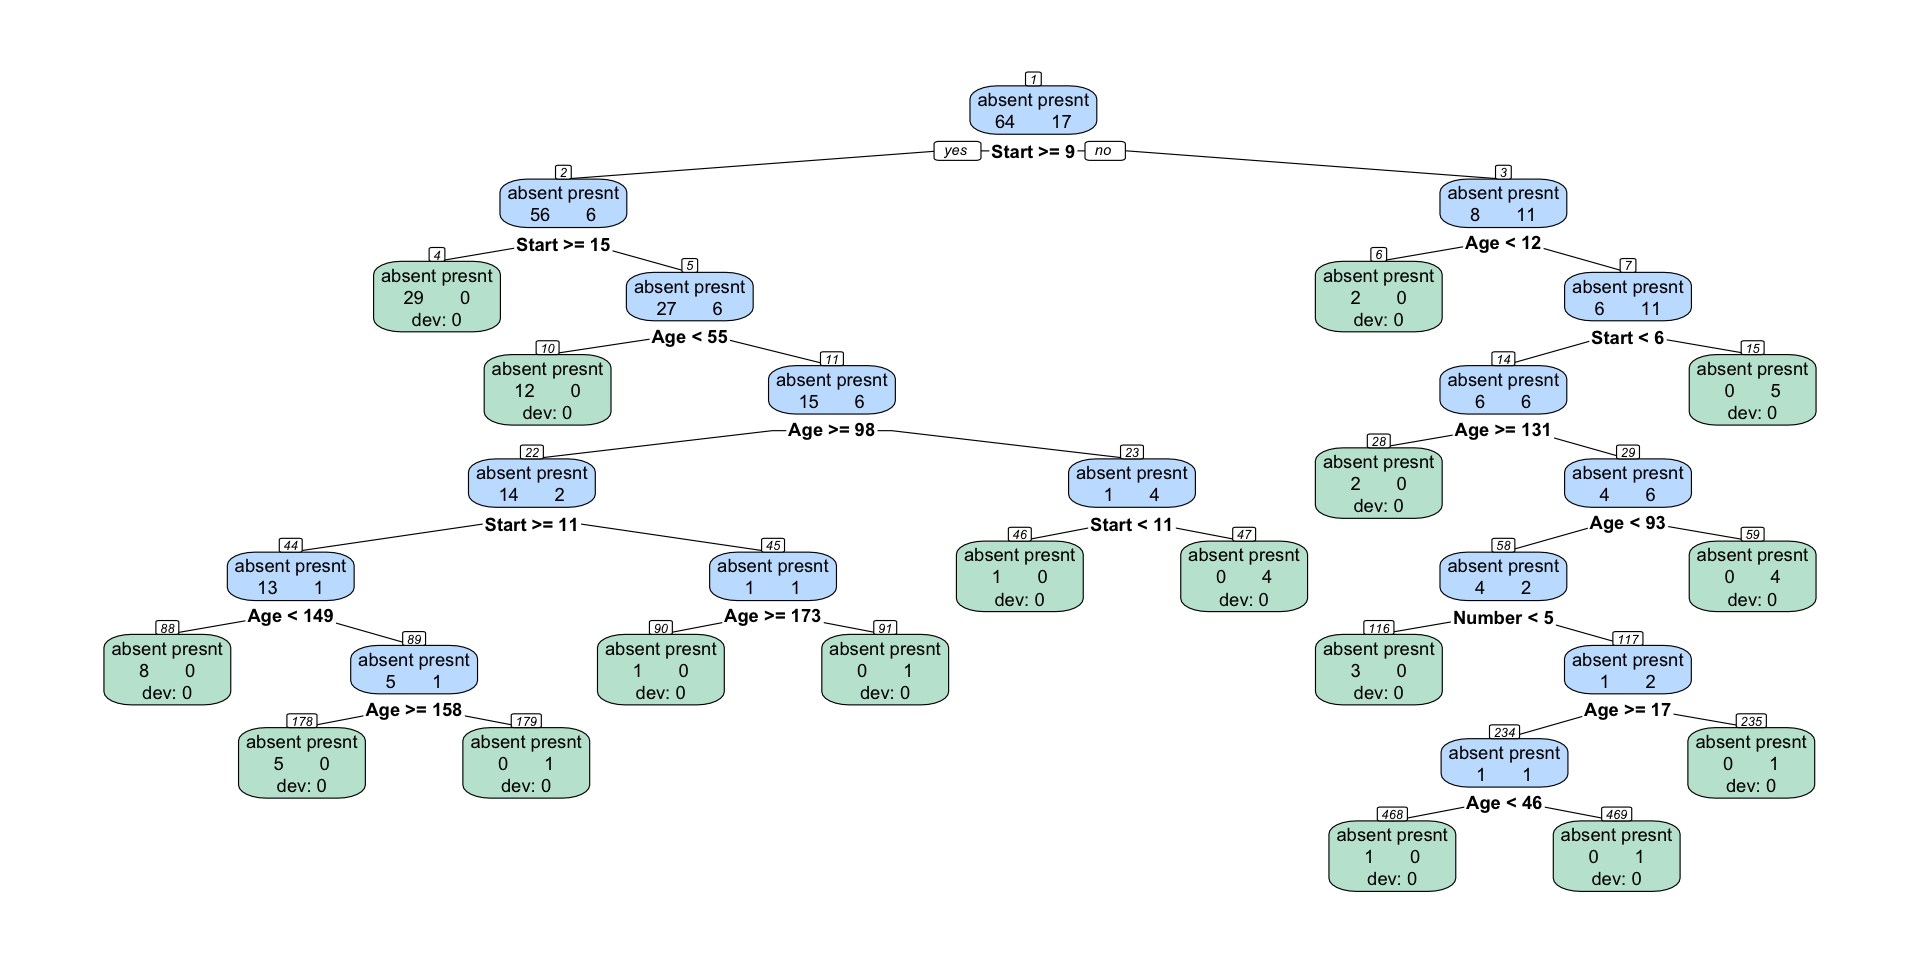 1
absent presnt
64 17
yes Start >= 9 no
2
absent presnt
56 6
3
absent presnt
8 11
Start >= 15
Age < 12
4
absent presnt
29 0
dev: 0
5
absent presnt
27 6
6
absent presnt
2 0
dev: 0
7
absent presnt
6 11
Age < 55
Start < 6
10
absent presnt
12 0
dev: 0
11
absent presnt
15 6
14
absent presnt
6 6
15
absent presnt
0 5
dev: 0
Age >= 98
Age >= 131
22
absent presnt
14 2
23
absent presnt
1 4
28
absent presnt
2 0
dev: 0
29
absent presnt
4 6
Start >= 11
Start < 11
Age < 93
44
absent presnt
13 1
45
absent presnt
1 1
46
absent presnt
1 0
dev: 0
47
absent presnt
0 4
dev: 0
58
absent presnt
4 2
59
absent presnt
0 4
dev: 0
Age < 149
Age >= 173
Number < 5
88
absent presnt
8 0
dev: 0
89
absent presnt
5 1
90
absent presnt
1 0
dev: 0
91
absent presnt
0 1
dev: 0
116
absent presnt
3 0
dev: 0
117
absent presnt
1 2
Age >= 158
Age >= 17
178
absent presnt
5 0
dev: 0
179
absent presnt
0 1
dev: 0
234
absent presnt
1 1
235
absent presnt
0 1
dev: 0
Age < 46
468
absent presnt
1 0
dev: 0
469
absent presnt
0 1
dev: 0